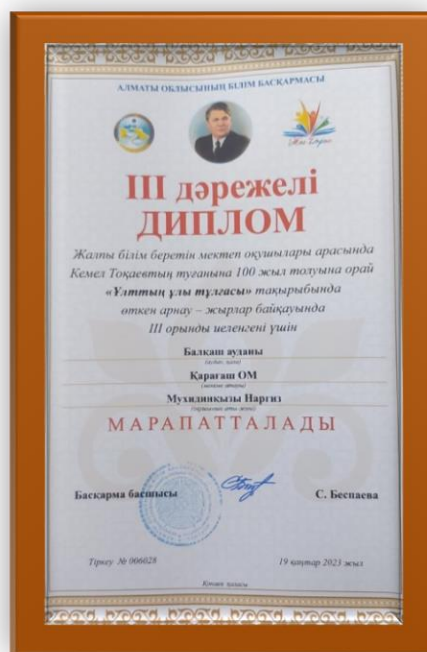 АЛМАТЫ ОБЛЫСЫНЫҢ БІЛІМ БАСҚАРМАСЫ
III дәрежелі
ДИПЛОМ
Жалпы білім беретін мектеп оқушылары арасында
Кемел Тоқаевтың туғанына 100 жыл толуына орай
«Ұлттың ұлы тұлғасы» тақырыбында
өткен арнау – жырлар байқауында
III орынды иеленгені үшін
Балқаш ауданы
Қарағаш ОМ
Мухидинқызы Наргиз
МАРАПАТТАЛАДЫ
Басқарма басшысы С. Беспаева
Тіркеу № 006028 19 қаңтар 2023 жыл
Қонаев қаласы